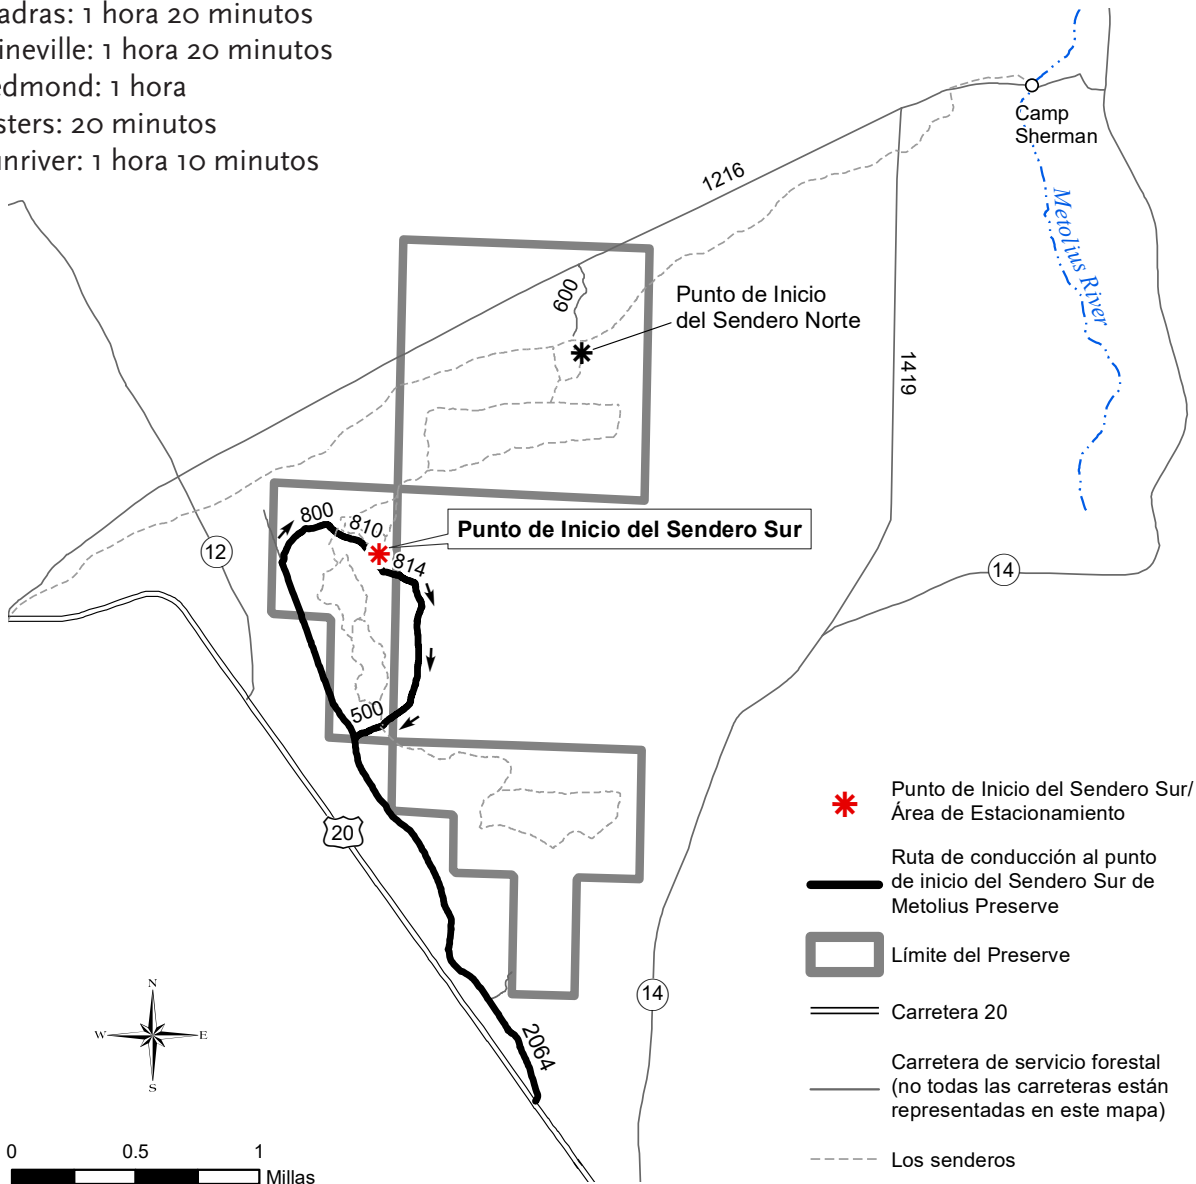 adras: 1 hora 20 minutos
ineville: 1 hora 20 minutos
edmond: 1 hora
sters: 20 minutos
unriver: 1 hora 10 minutos
Camp
Sherman
1216
Metolius River
600
Punto de Inicio
del Sendero Norte
1419
800
810
Punto de Inicio del Sendero Sur
814
12
14
500
20
14
2064
Punto de Inicio del Sendero Sur/
Área de Estacionamiento
Ruta de conducción al punto
de inicio del Sendero Sur de
Metolius Preserve
Límite del Preserve
Carretera 20
Carretera de servicio forestal
(no todas las carreteras están
representadas en este mapa)
Los senderos
N
W E
S
0 0.5 1
Millas